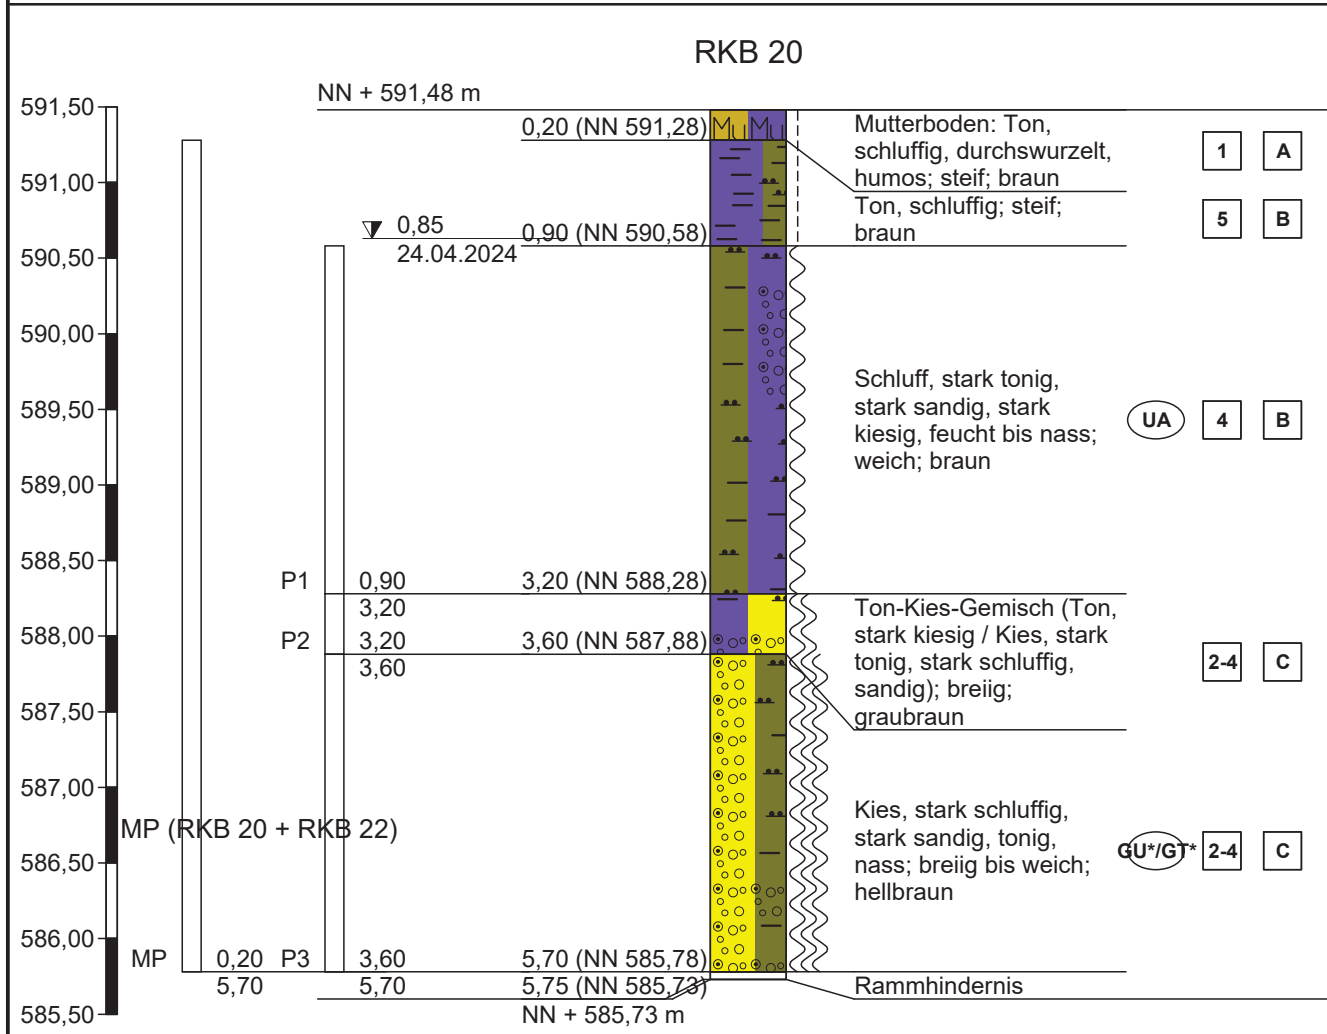 RKB 20
NN + 591,48 m
591,50
0,20 (NN 591,28)
Mu Mu
Mutterboden: Ton,
schluffig, durchswurzelt,
humos; steif; braun
1 A
591,00
0,85
24.04.2024
0,90 (NN 590,58)
Ton, schluffig; steif;
braun
5 B
590,50
590,00
589,50
589,00
588,50
Schluff, stark tonig,
stark sandig, stark
kiesig, feucht bis nass;
weich; braun
UA 4 B
P1 0,90 3,20 (NN 588,28)
3,20
588,00
P2 3,20 3,60 (NN 587,88)
3,60
Ton-Kies-Gemisch (Ton,
stark kiesig / Kies, stark
tonig, stark schluffig,
sandig); breiig;
graubraun
2-4 C
587,50
587,00
MP (RKB 20 + RKB 22)
586,50
586,00
Kies, stark schluffig,
stark sandig, tonig,
nass; breiig bis weich;
hellbraun
GU*/GT* 2-4 C
MP 0,20 P3 3,60 5,70 (NN 585,78)
5,70 5,70 5,75 (NN 585,73)
Rammhindernis
585,50
NN + 585,73 m